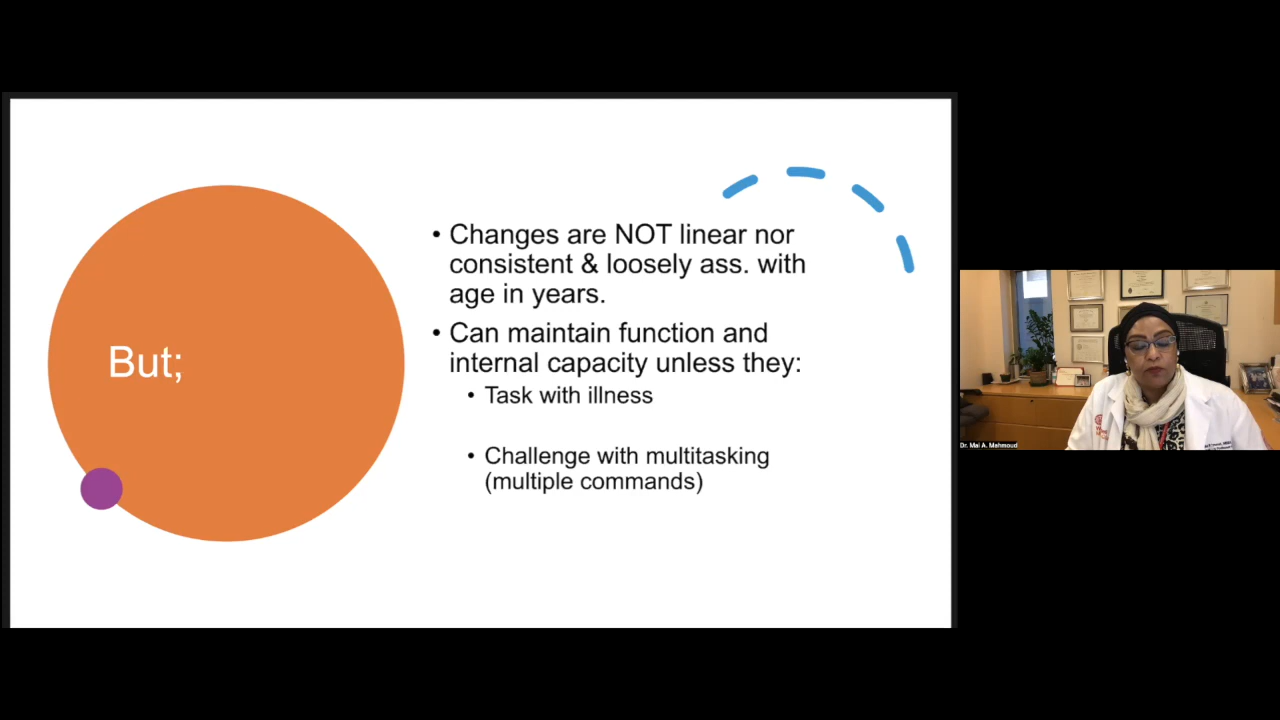 But;
• Changes are NOT linear nor
consistent & loosely ass. with
age in years.
• Can maintain function and
internal capacity unless they:
• Task with illness
• Challenge with multitasking
(multiple commands)
Dr. Mai A. Mahmoud